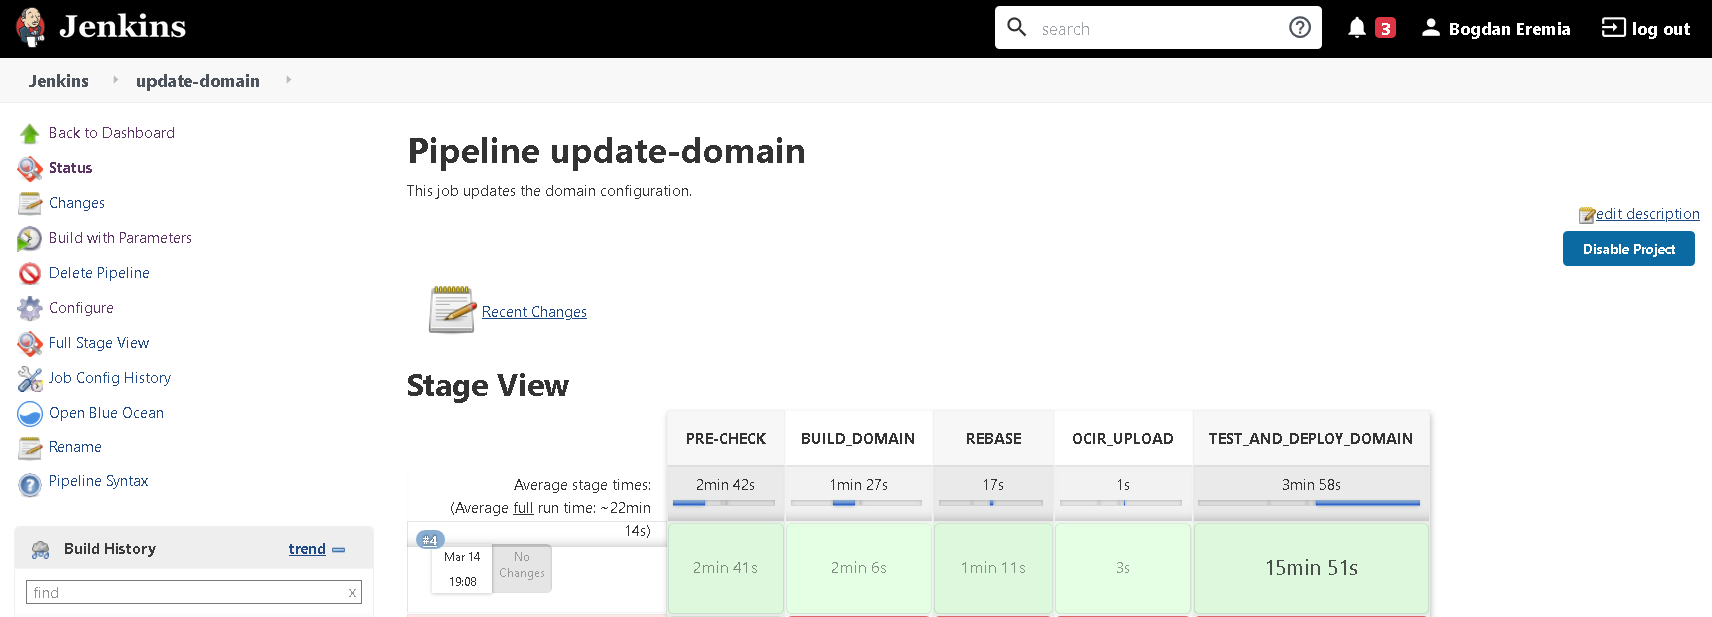 Jenkins
search
3
Bogdan Eremia
log out
Jenkins
update-domain
Back to Dashboard
Status
Changes
Build with Parameters
Delete Pipeline
Configure
Full Stage View
Job Config History
Open Blue Ocean
Rename
Pipeline Syntax
Build History
trend
find
x
Pipeline update-domain
This job updates the domain configuration.
edit description
Disable Project
Recent Changes
Stage View
PRE-CHECK BUILD_DOMAIN REBASE OCIR_UPLOAD TEST_AND_DEPLOY_DOMAIN
Average stage times: 2min 42s 1min 27s 17s 1s 3min 58s
(Average full run time: ~22min
14s)
#4
Mar 14
19:08
No
Changes
2min 41s 2min 6s 1min 11s 3s 15min 51s